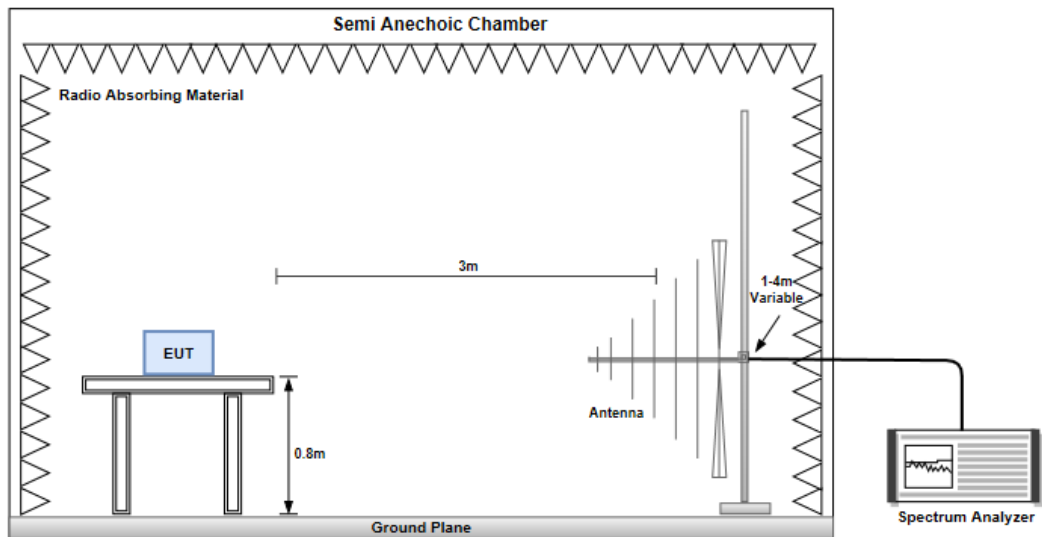 Semi Anechoic Chamber
Radio Absorbing Material
3m
1-4m
Variable
EUT
Antenna
0.8m
Spectrum Analyzer
Ground Plane